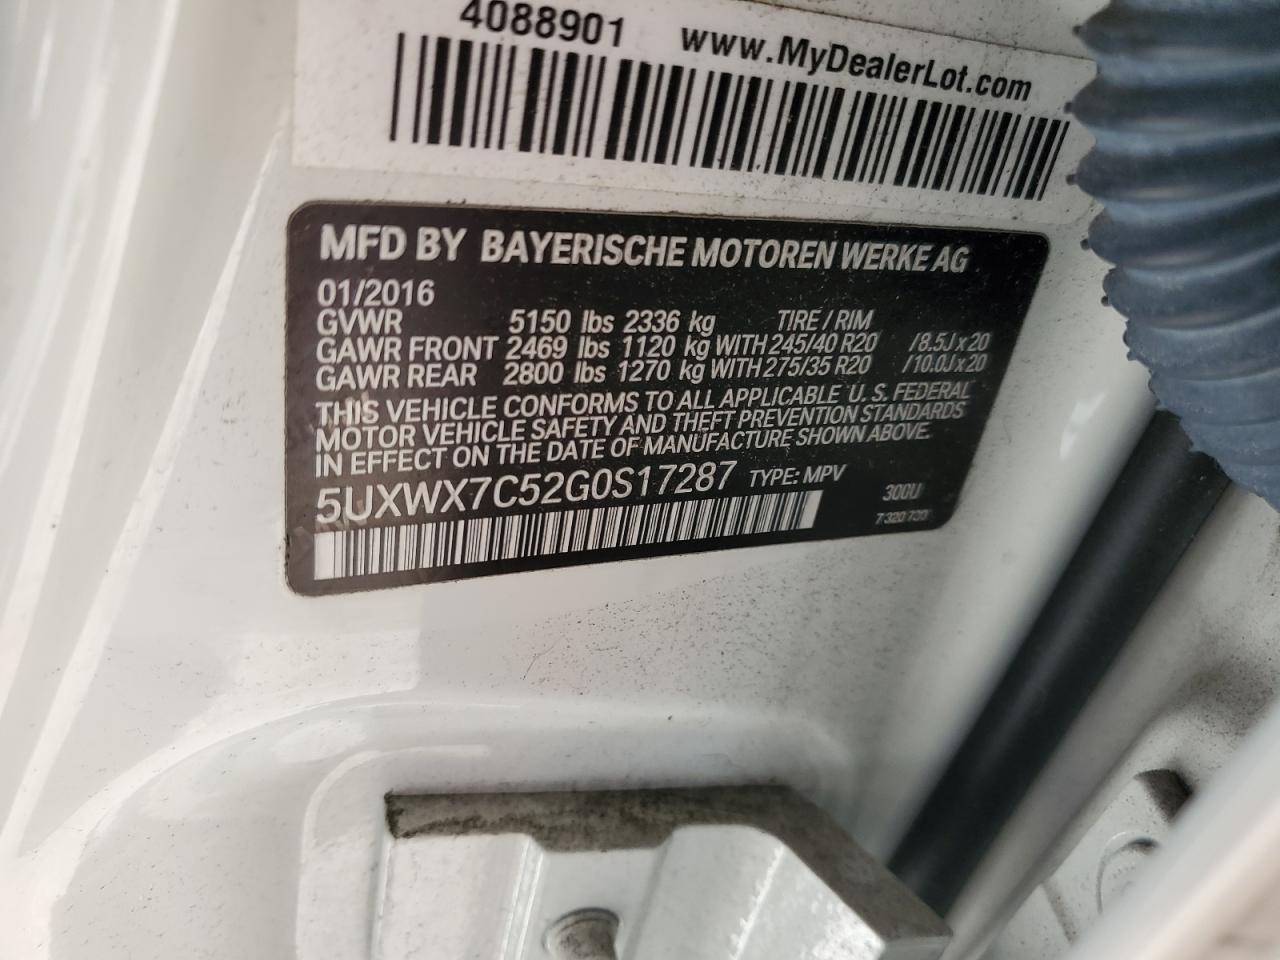 4088901 www.MyDealerLot.com
MFD BY BAYERISCHE MOTOREN WERKE AG
01/2016
GVWR 5150 lbs 2336 kg TIRE / RIM
GAWR FRONT 2469 lbs 1120 kg WITH 245/40 R20 /8.5J x 20
GAWR REAR 2800 lbs 1270 kg WITH 275/35 R20 /10.0J x 20
THIS VEHICLE CONFORMS TO ALL APPLICABLE U. S. FEDERAL
MOTOR VEHICLE SAFETY AND THEFT PREVENTION STANDARDS
IN EFFECT ON THE DATE OF MANUFACTURE SHOWN ABOVE.
5UXWX7C52G0S17287 TYPE: MPV
300U
7 320 730